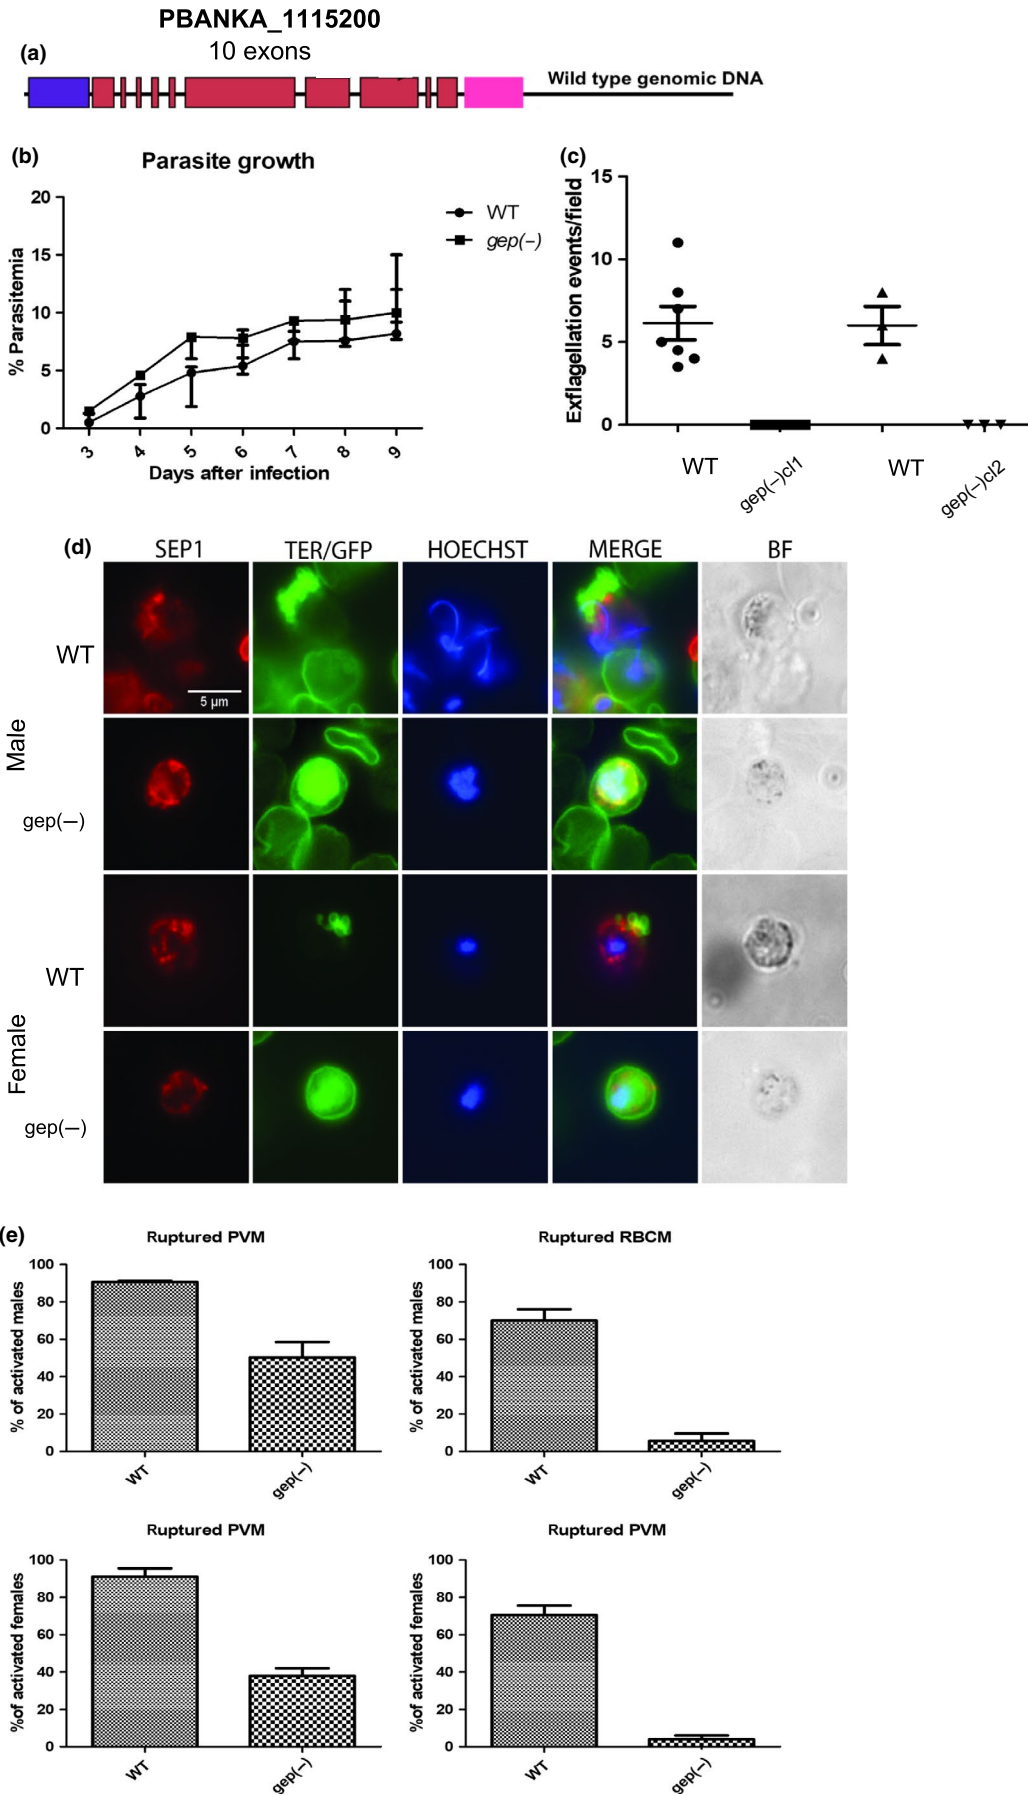 PBANKA_1115200
(a)
10 exons
Wild type genomic DNA
(b)
Parasite growth
% Parasitemia
20
15
10
5
0
3 4 5 6 7 8 9
Days after infection
WT
gep(−)
(c)
Exflagellation events/field
15
10
5
0
WT
gep(−)cl1
WT
gep(−)cl2
(d)
SEP1 TER/GFP HOECHST MERGE BF
Male
WT
5 µm
gep(—)
Female
WT
gep(—)
(e)
Ruptured PVM
% of activated males
100
80
60
40
20
0
WT
gep(−)
Ruptured RBCM
% of activated males
100
80
60
40
20
0
WT
gep(−)
Ruptured PVM
%of activated females
100
80
60
40
20
0
WT
gep(−)
Ruptured PVM
%of activated females
100
80
60
40
20
0
WT
gep(−)